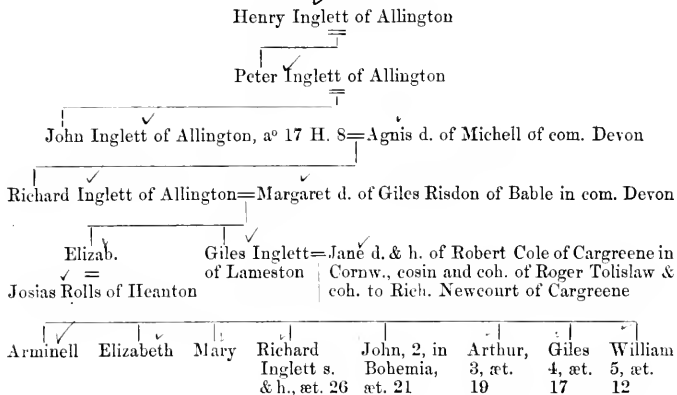 Henry Inglett of Allington
Peter Inglett of Allington
John Inglett of Allington, aº 17 H. 8=Agnis d. of Michell of com. Devon
Richard Inglett of Allington=Margaret d. of Giles Risdon of Bable in com. Devon
Elizab.
=
Josias Rolls of Heanton
Giles Inglett=Jane d. & h. of Robert Cole of Cargreene in
of Lameston Cornw., cosin and coh. of Roger Tolislaw &
coh. to Rich. Newcourt of Cargreene
Arminell
Elizabeth
Mary
Richard
Inglett s.
& h., æt. 26
John, 2, in
Bohemia,
æt. 21
Arthur,
3, æt.
19
Giles
4, æt.
17
William
5, æt.
12